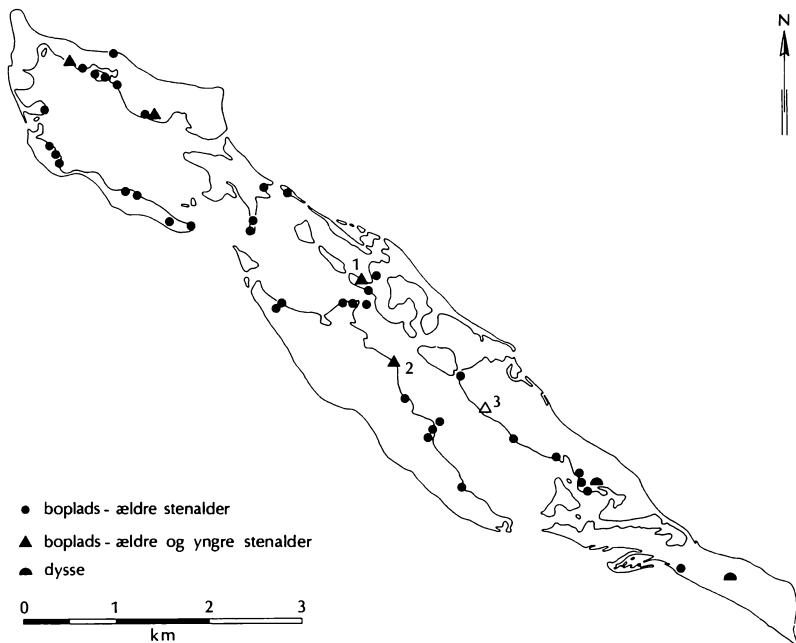 N
1
2
3
boplads - ældre stenalder
boplads - ældre og yngre stenalder
dysse
0 1 2 3
km